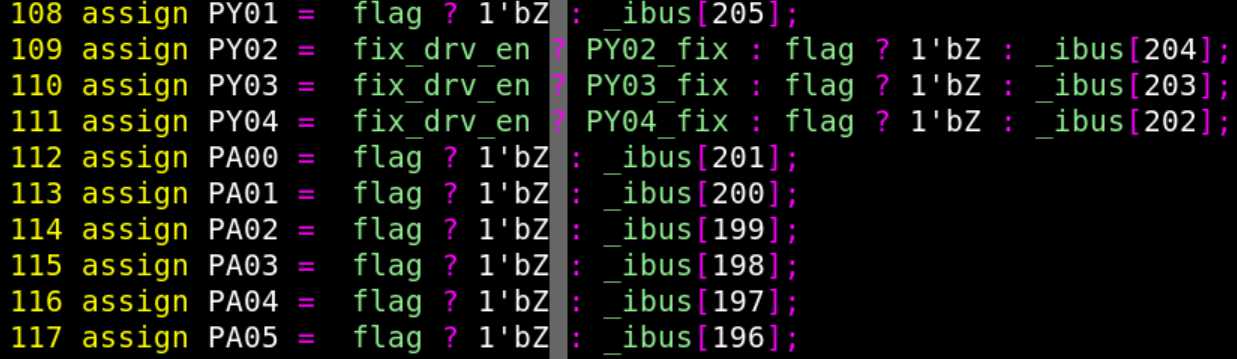 108 assign PY01 =  flag ? 1'bZ : _ibus[205];
109 assign PY02 =  fix_drv_en ? PY02_fix : flag ? 1'bZ : _ibus[204];
110 assign PY03 =  fix_drv_en ? PY03_fix : flag ? 1'bZ : _ibus[203];
111 assign PY04 =  fix_drv_en ? PY04_fix : flag ? 1'bZ : _ibus[202];
112 assign PA00 =  flag ? 1'bZ : _ibus[201];
113 assign PA01 =  flag ? 1'bZ : _ibus[200];
114 assign PA02 =  flag ? 1'bZ : _ibus[199];
115 assign PA03 =  flag ? 1'bZ : _ibus[198];
116 assign PA04 =  flag ? 1'bZ : _ibus[197];
117 assign PA05 =  flag ? 1'bZ : _ibus[196];